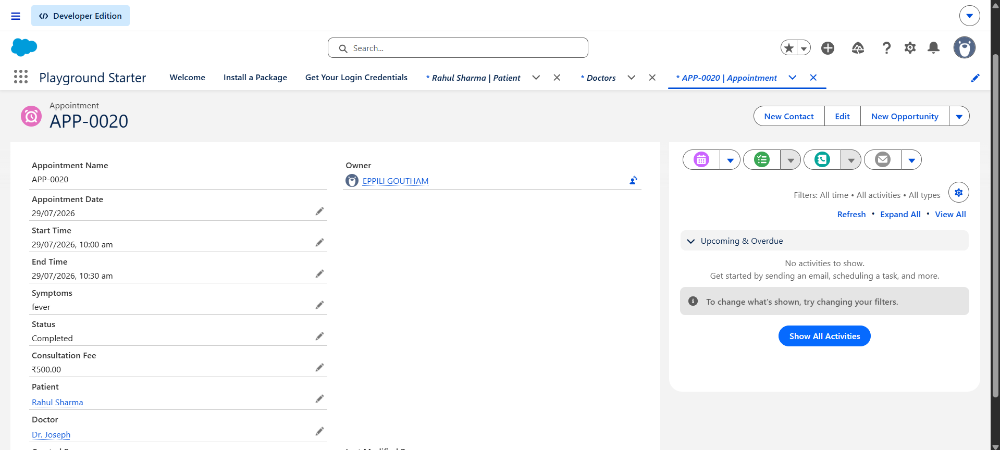 Developer Edition
Search...
Playground Starter
Welcome
Install a Package
Get Your Login Credentials
* Rahul Sharma | Patient
* Doctors
* APP-0020 | Appointment
Appointment
APP-0020
New Contact
Edit
New Opportunity
Appointment Name
APP-0020
Owner
EPPILI GOUTHAM
Appointment Date
29/07/2026
Start Time
29/07/2026, 10:00 am
End Time
29/07/2026, 10:30 am
Symptoms
fever
Status
Completed
Consultation Fee
₹500.00
Patient
Rahul Sharma
Doctor
Dr. Joseph
Filters: All time • All activities • All types
Refresh • Expand All • View All
Upcoming & Overdue
No activities to show.
Get started by sending an email, scheduling a task, and more.
To change what's shown, try changing your filters.
Show All Activities